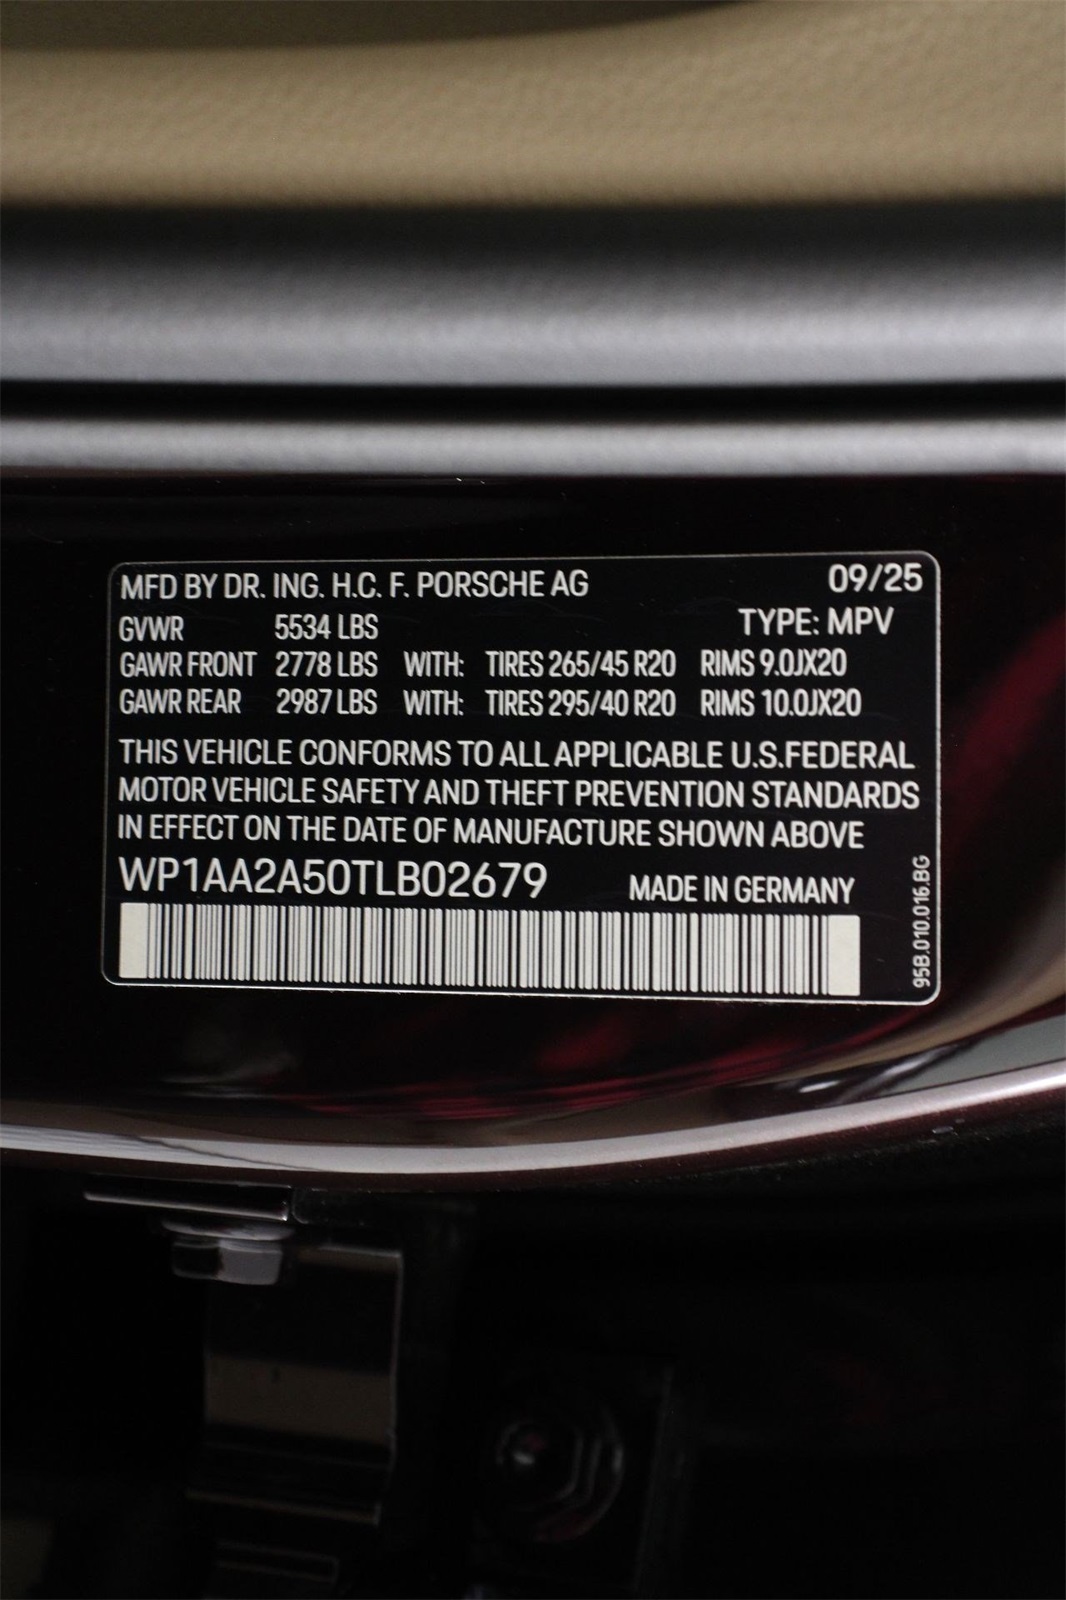 MFD BY DR. ING. H.C. F. PORSCHE AG 09/25
GVWR 5534 LBS TYPE: MPV
GAWR FRONT 2778 LBS WITH: TIRES 265/45 R20 RIMS 9.0JX20
GAWR REAR 2987 LBS WITH: TIRES 295/40 R20 RIMS 10.0JX20
THIS VEHICLE CONFORMS TO ALL APPLICABLE U.S.FEDERAL
MOTOR VEHICLE SAFETY AND THEFT PREVENTION STANDARDS
IN EFFECT ON THE DATE OF MANUFACTURE SHOWN ABOVE
WP1AA2A50TLB02679 MADE IN GERMANY
95B.010.016.BG